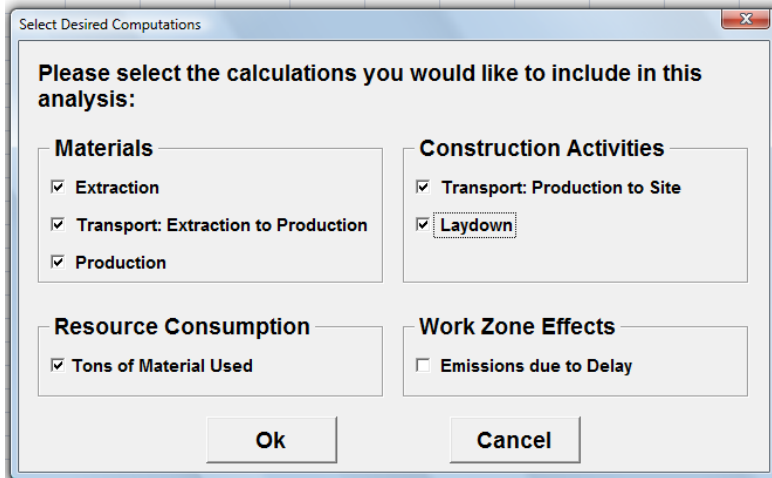 Select Desired Computations
Please select the calculations you would like to include in this
analysis:
Materials
Extraction
Transport: Extraction to Production
Production
Construction Activities
Transport: Production to Site
Laydown
Resource Consumption
Tons of Material Used
Work Zone Effects
Emissions due to Delay
Ok
Cancel